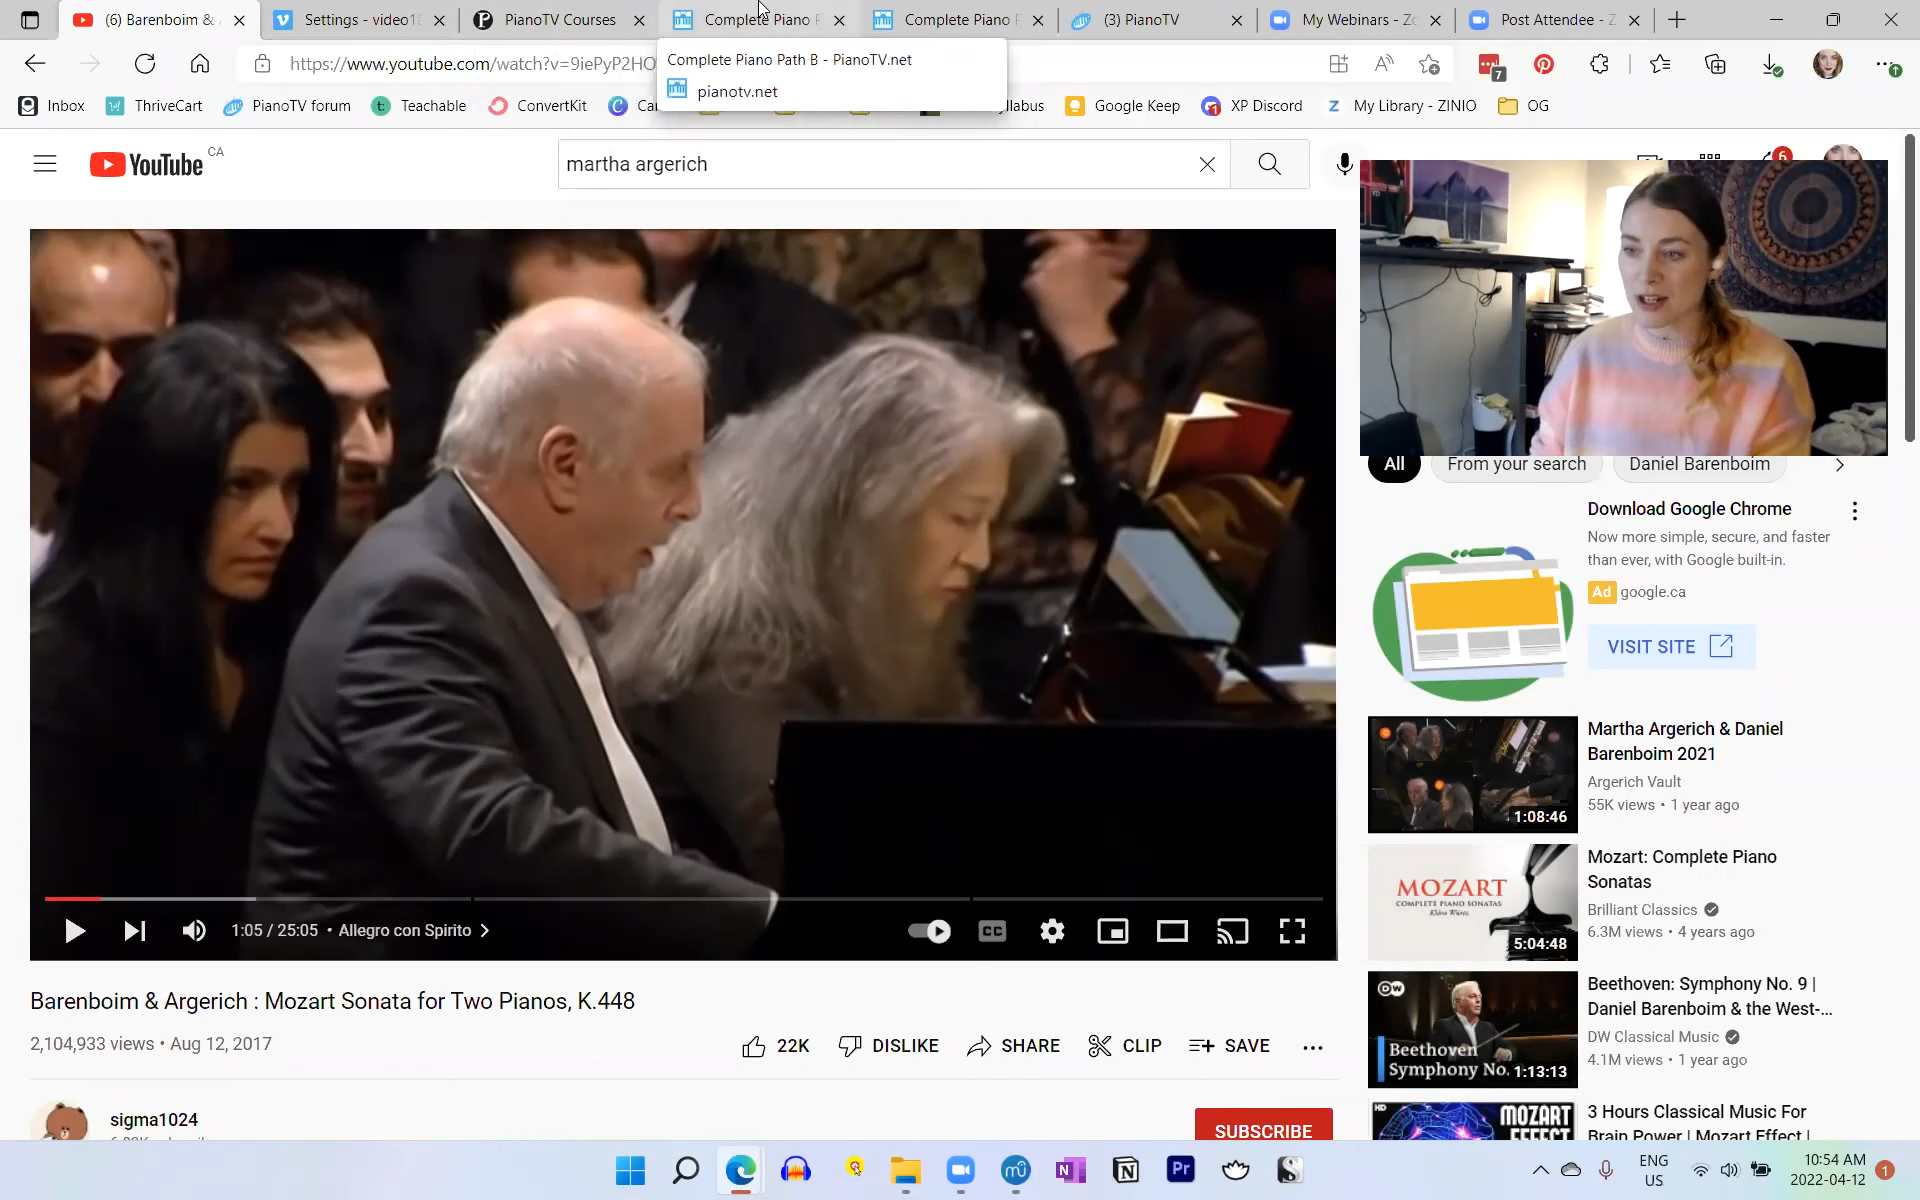 (6) Barenboim &
Settings - video1
PianoTV Courses
Complete Piano
Complete Piano
(3) PianoTV
My Webinars - Zo
Post Attendee - Z
https://www.youtube.com/watch?v=9iePyP2HO
Complete Piano Path B - PianoTV.net
pianotv.net
7
Inbox
ThriveCart
PianoTV forum
Teachable
ConvertKit
Ca
llabus
Google Keep
XP Discord
My Library - ZINIO
OG
YouTube CA
martha argerich
6
All
From your search
Daniel Barenboim
Download Google Chrome
Now more simple, secure, and faster
than ever, with Google built-in.
Ad google.ca
VISIT SITE
Martha Argerich & Daniel
Barenboim 2021
Argerich Vault
55K views • 1 year ago
1:08:46
Mozart: Complete Piano
Sonatas
Brilliant Classics
6.3M views • 4 years ago
MOZART
COMPLETE PIANO SONATAS
5:04:48
Beethoven: Symphony No. 9 |
Daniel Barenboim & the West-...
DW Classical Music
4.1M views • 1 year ago
DW
Beethoven
Symphony No.
1:13:13
3 Hours Classical Music For
Brain Power | Mozart Effect |
HD
MOZART
EFFECT
1:05 / 25:05 • Allegro con Spirito
CC
Barenboim & Argerich : Mozart Sonata for Two Pianos, K.448
2,104,933 views • Aug 12, 2017
22K
DISLIKE
SHARE
CLIP
SAVE
sigma1024
SUBSCRIBE
N
N
Pr
S
ENG
US
10:54 AM
2022-04-12
1